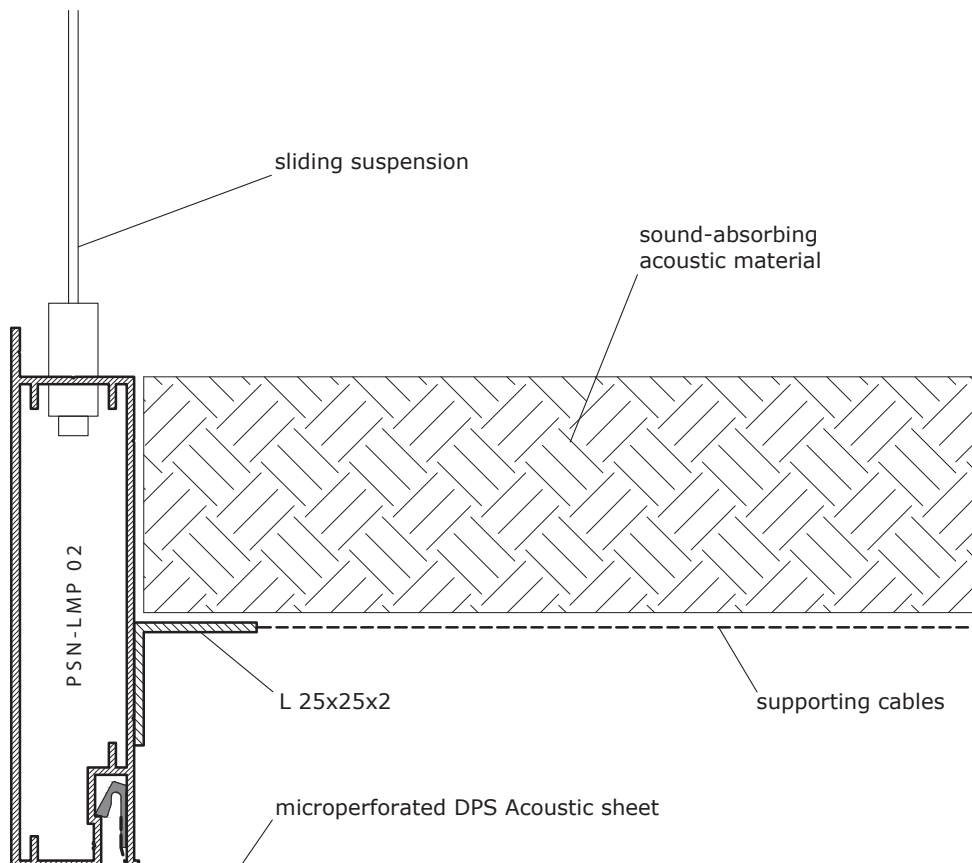 sliding suspension
sound-absorbing
acoustic material
PSN-LMP 02
L 25x25x2
supporting cables
microperforated DPS Acoustic sheet